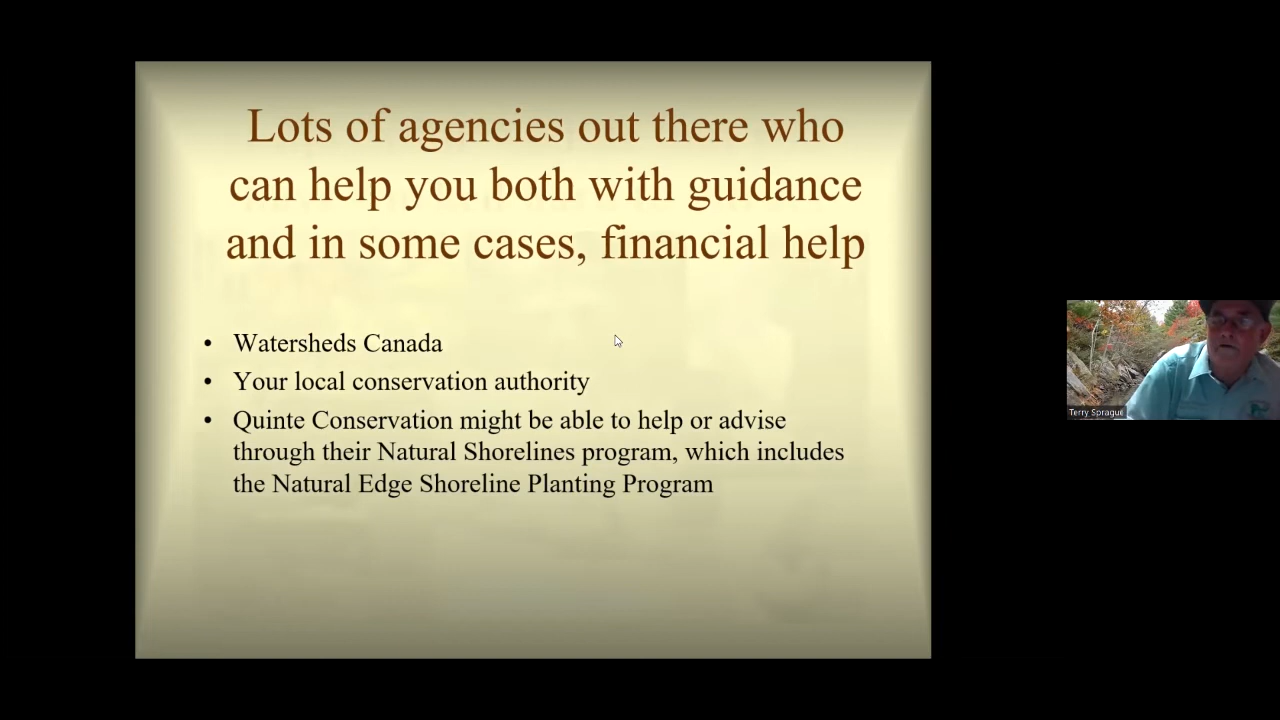 Lots of agencies out there who
can help you both with guidance
and in some cases, financial help
• Watersheds Canada
• Your local conservation authority
• Quinte Conservation might be able to help or advise
through their Natural Shorelines program, which includes
the Natural Edge Shoreline Planting Program
Terry Sprague